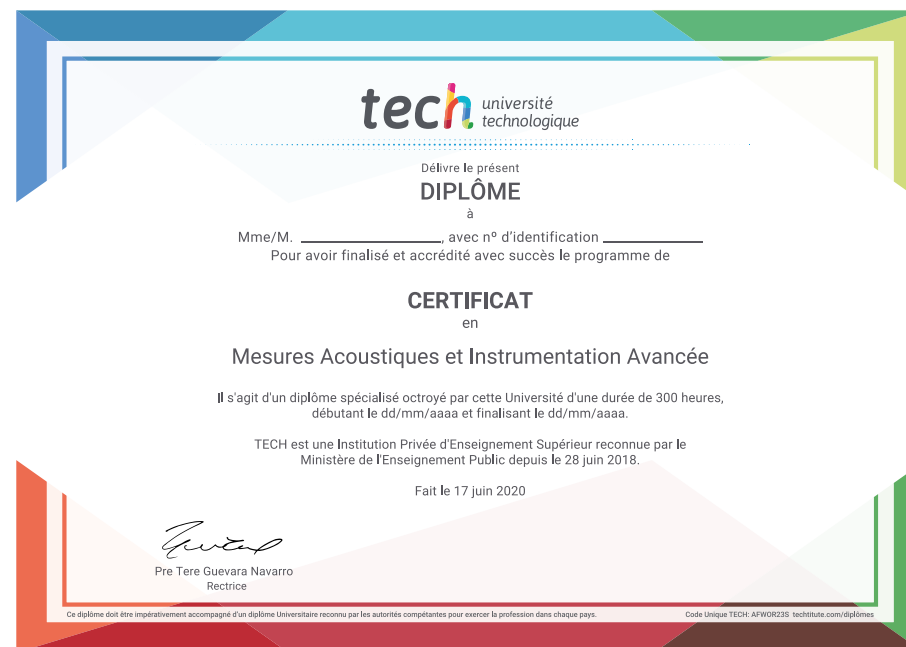 tech université
technologique
Délivre le présent
DIPLÔME
à
Mme/M. ____________________, avec nº d'identification ______________
Pour avoir finalisé et accrédité avec succès le programme de
CERTIFICAT
en
Mesures Acoustiques et Instrumentation Avancée
Il s'agit d'un diplôme spécialisé octroyé par cette Université d'une durée de 300 heures,
débutant le dd/mm/aaaa et finalisant le dd/mm/aaaa.
TECH est une Institution Privée d'Enseignement Supérieur reconnue par le
Ministère de l'Enseignement Public depuis le 28 juin 2018.
Fait le 17 juin 2020
Pre Tere Guevara Navarro
Rectrice
Ce diplôme doit être impérativement accompagné d'un diplôme Universitaire reconnu par les autorités compétantes pour exercer la profession dans chaque pays.
Code Unique TECH: AFWOR23S techtitute.com/diplômes